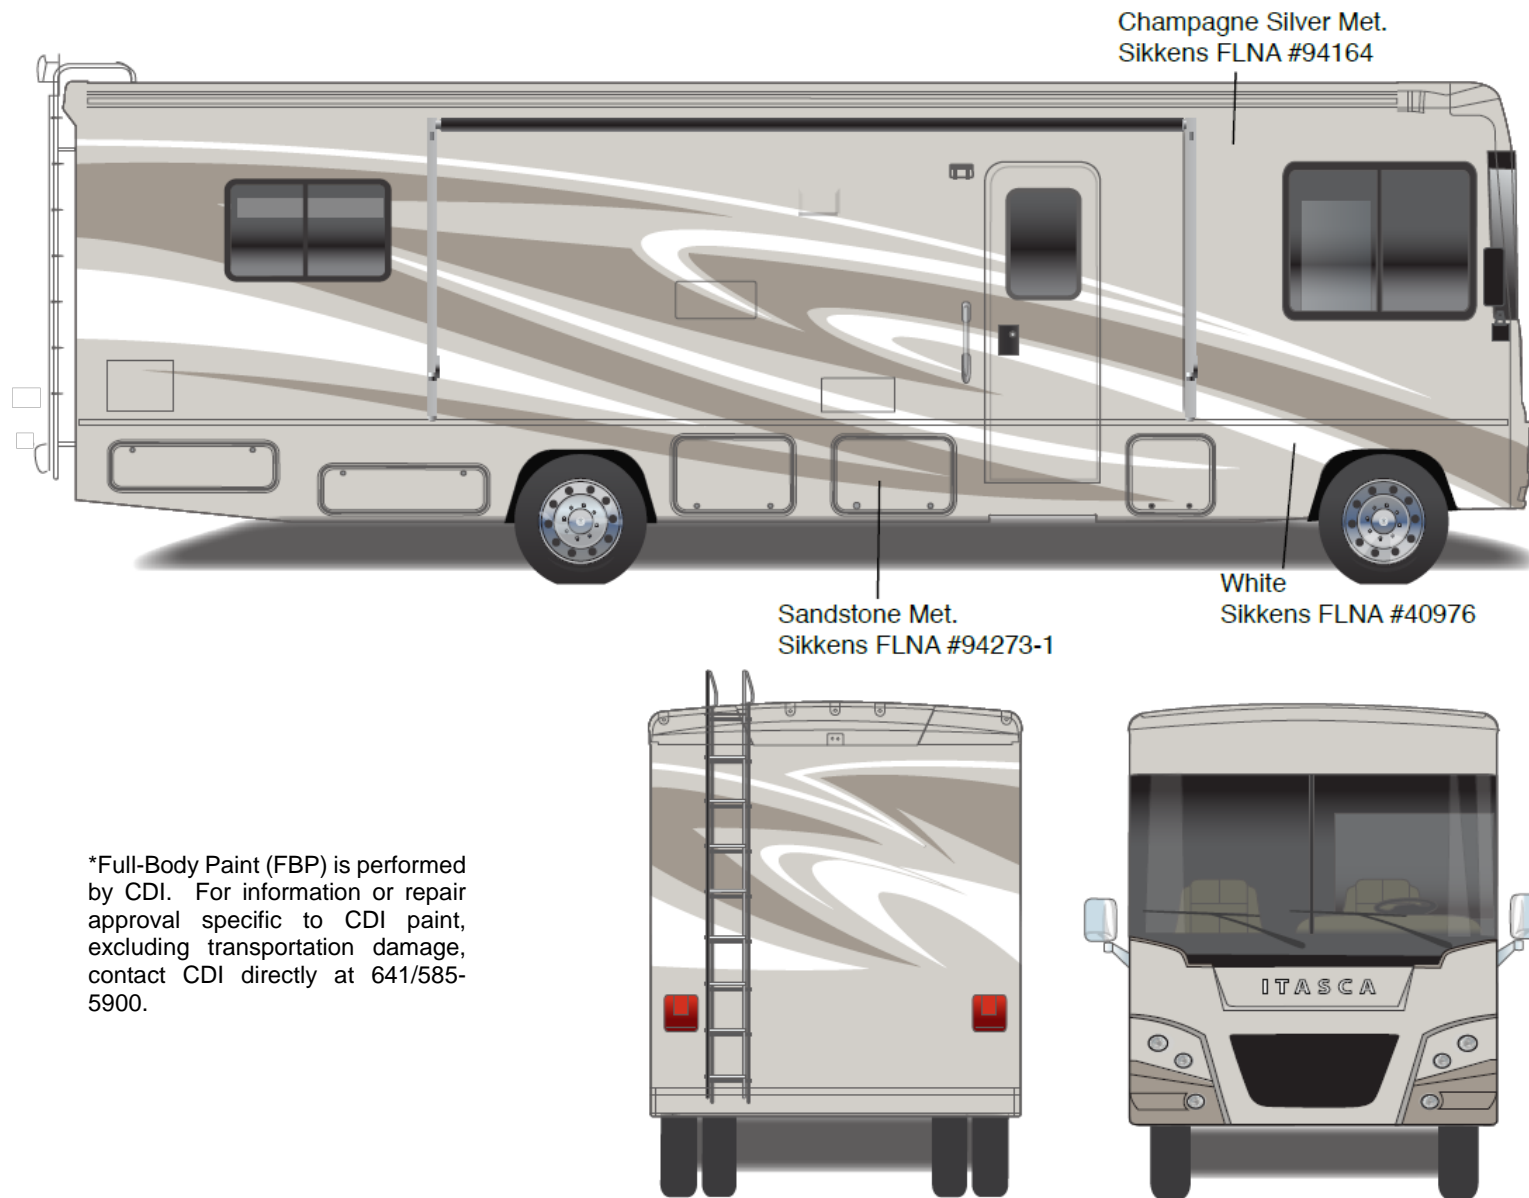 Champagne Silver Met.
Sikkens FLNA #94164
White
Sikkens FLNA #40976
Sandstone Met.
Sikkens FLNA #94273-1
*Full-Body Paint (FBP) is performed
by CDI. For information or repair
approval specific to CDI paint,
excluding transportation damage,
contact CDI directly at 641/585-
5900.
ITASCA